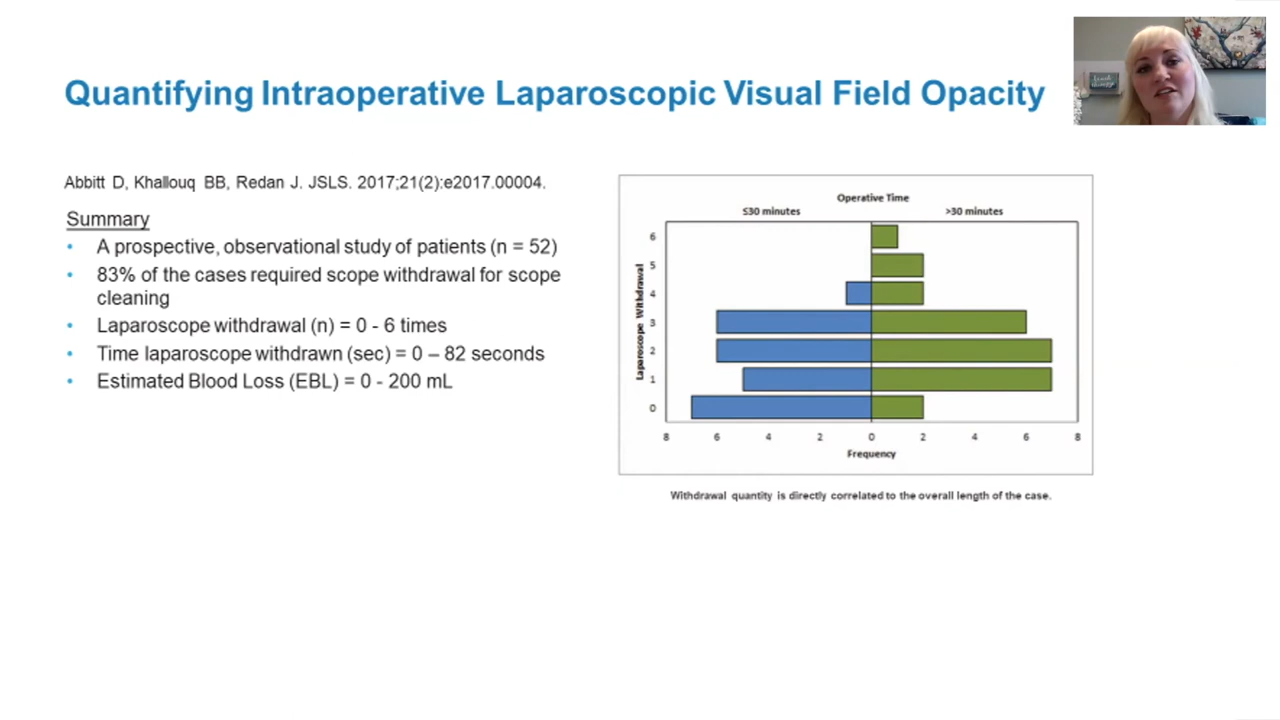 Quantifying Intraoperative Laparoscopic Visual Field Opacity
Abbitt D, Khallouq BB, Redan J. JSLS. 2017;21(2):e2017.00004.
Summary
• A prospective, observational study of patients (n = 52)
• 83% of the cases required scope withdrawal for scope
cleaning
• Laparoscope withdrawal (n) = 0 - 6 times
• Time laparoscope withdrawn (sec) = 0 – 82 seconds
• Estimated Blood Loss (EBL) = 0 - 200 mL
Operative Time
≤30 minutes >30 minutes
Laparoscope Withdrawal
6
5
4
3
2
1
0
8 6 4 2 0 2 4 6 8
Frequency
Withdrawal quantity is directly correlated to the overall length of the case.